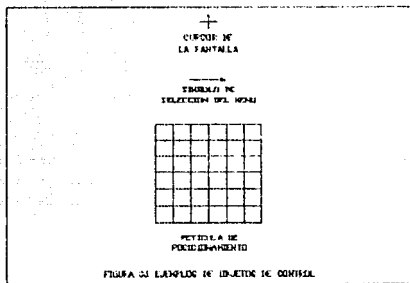 CURSOR DE
LA PANTALLA
SIMBOLO DE
SELECCION DEL MENU
RETICULA DE
POSICIONAMIENTO
FIGURA EJEMPLOS DE OBJETOS DE CONTROL